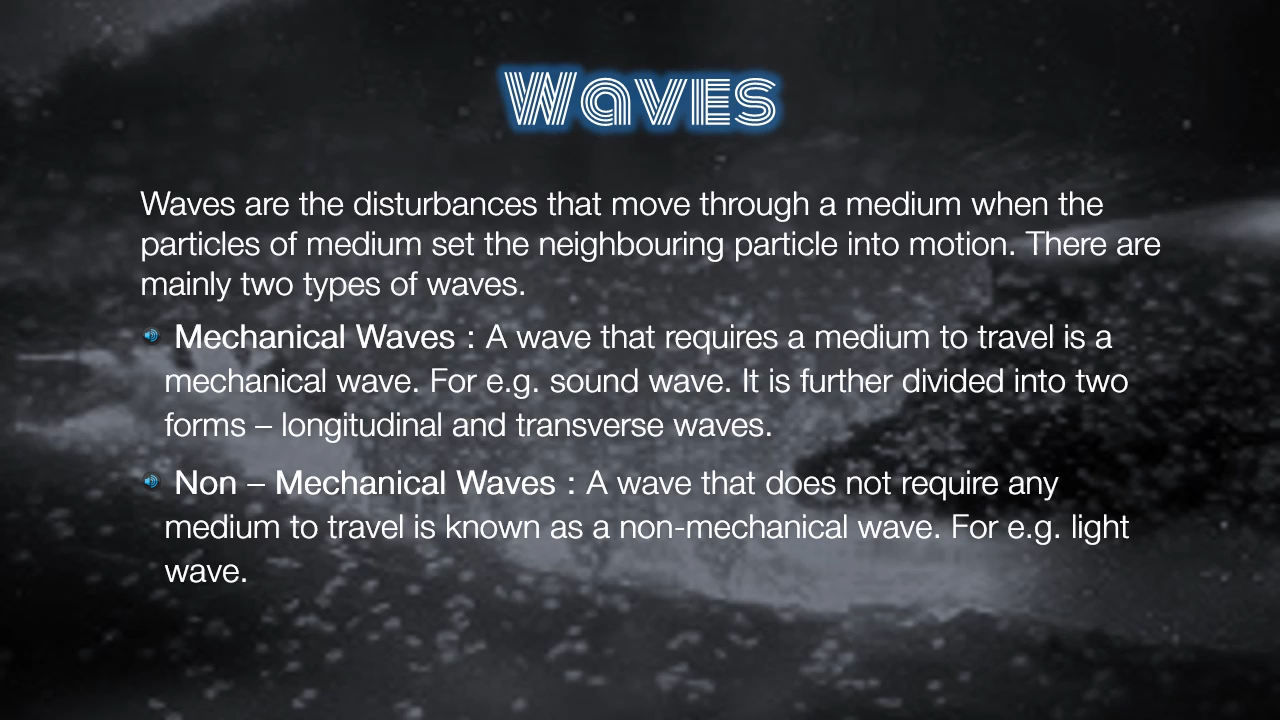 Waves
Waves are the disturbances that move through a medium when the
particles of medium set the neighbouring particle into motion. There are
mainly two types of waves.
Mechanical Waves : A wave that requires a medium to travel is a
mechanical wave. For e.g. sound wave. It is further divided into two
forms – longitudinal and transverse waves.
Non – Mechanical Waves : A wave that does not require any
medium to travel is known as a non-mechanical wave. For e.g. light
wave.